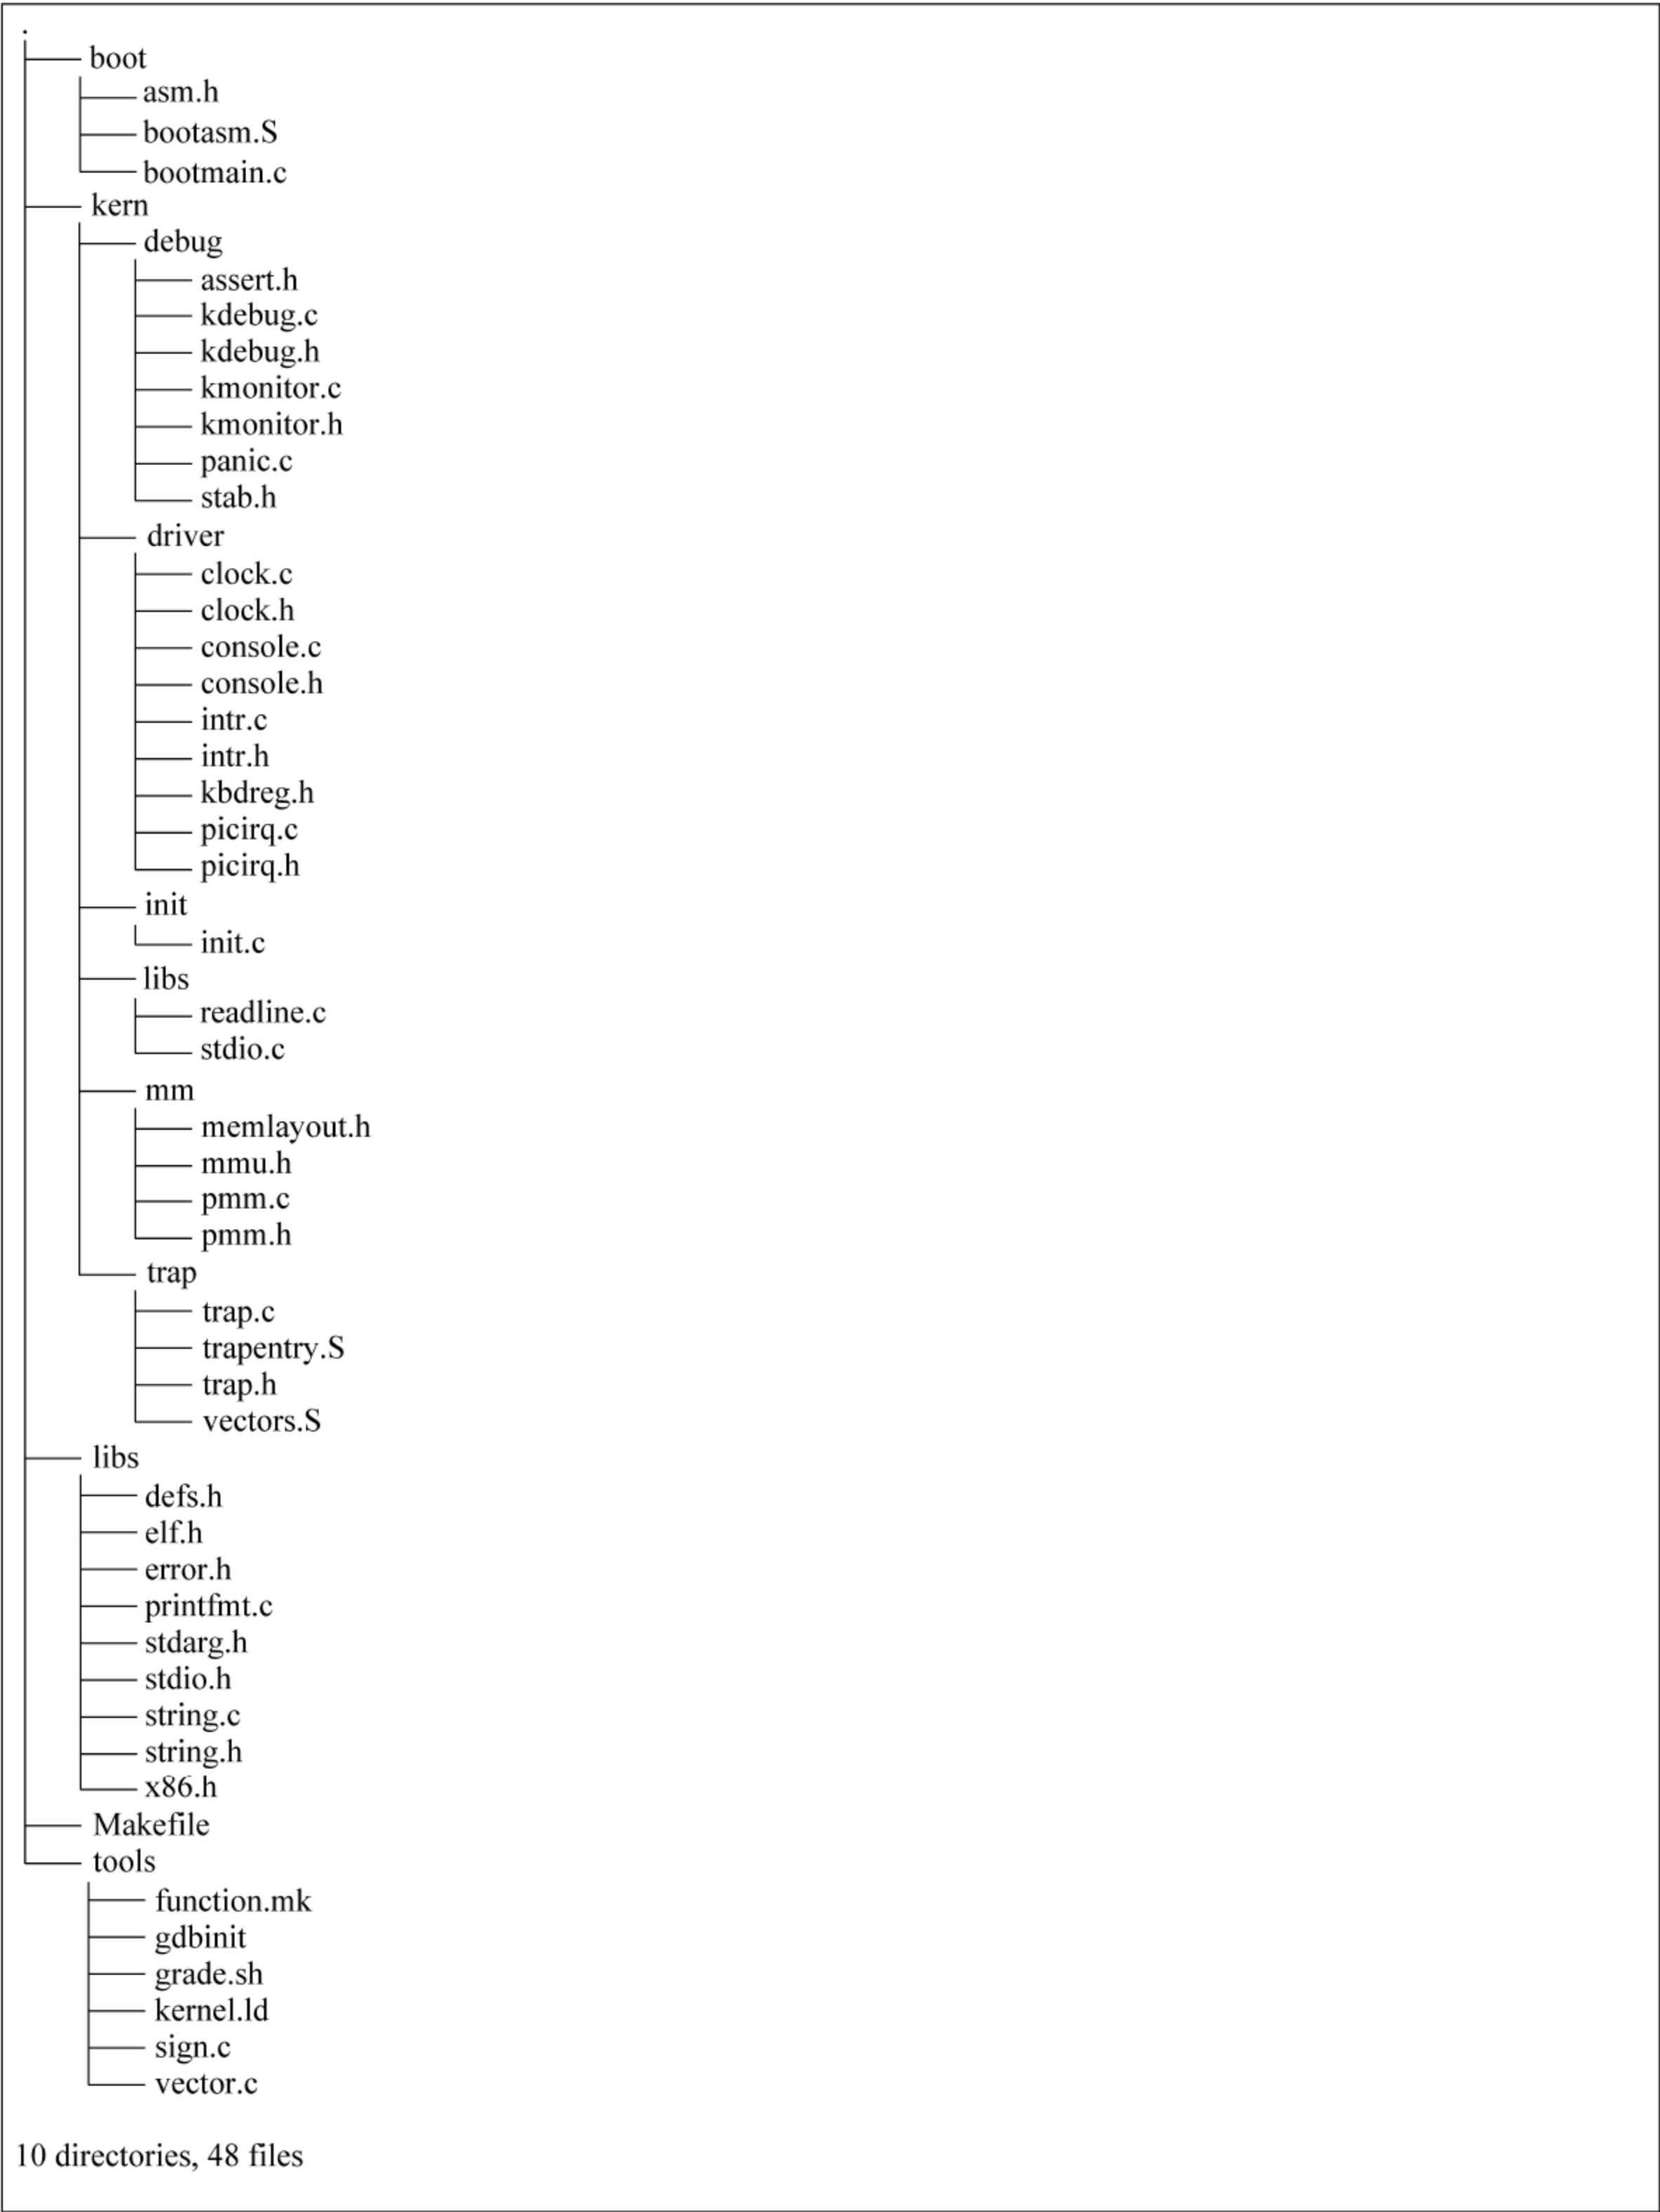 .
boot
asm.h
bootasm.S
bootmain.c
kern
debug
assert.h
kdebug.c
kdebug.h
kmonitor.c
kmonitor.h
panic.c
stab.h
driver
clock.c
clock.h
console.c
console.h
intr.c
intr.h
kbdreg.h
picirq.c
picirq.h
init
init.c
libs
readline.c
stdio.c
mm
memlayout.h
mmu.h
pmm.c
pmm.h
trap
trap.c
trapentry.S
trap.h
vectors.S
libs
defs.h
elf.h
error.h
printfmt.c
stdarg.h
stdio.h
string.c
string.h
x86.h
Makefile
tools
function.mk
gdbinit
grade.sh
kernel.ld
sign.c
vector.c
10 directories, 48 files